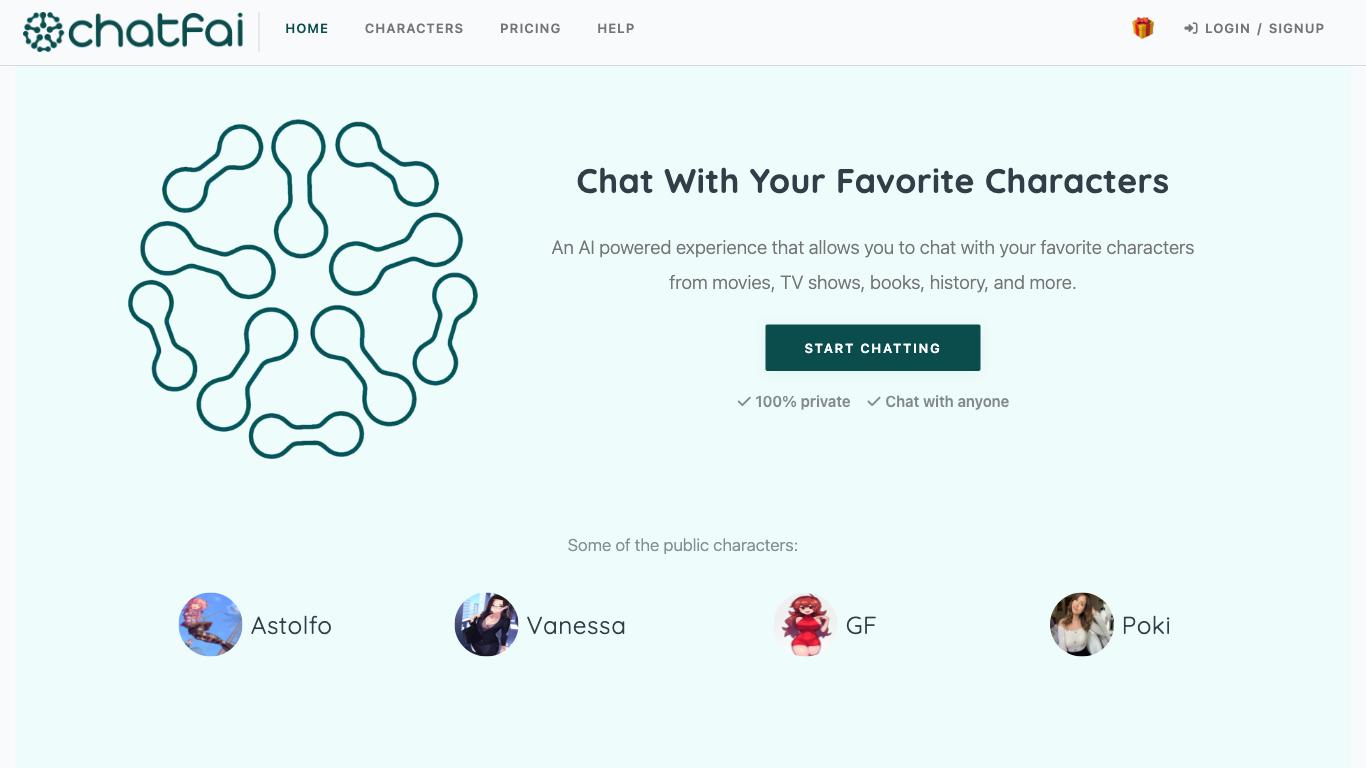 chatfai
HOME
CHARACTERS
PRICING
HELP
LOGIN / SIGNUP
Chat With Your Favorite Characters
An AI powered experience that allows you to chat with your favorite characters
from movies, TV shows, books, history, and more.
START CHATTING
100% private
Chat with anyone
Some of the public characters:
Astolfo
Vanessa
GF
Poki